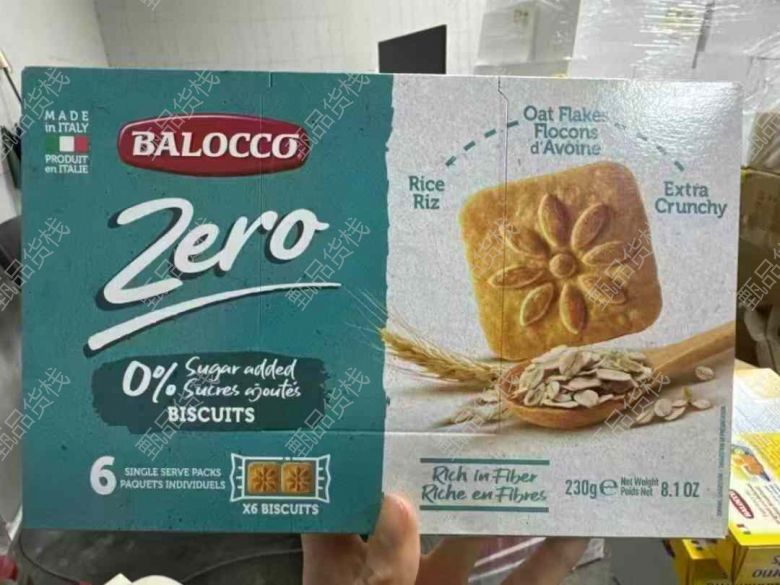 MADE
in ITALY
PRODUIT
en ITALIE
BALOCCO
Zero
0% Sugar added
Sucres ajoutés
BISCUITS
6 SINGLE SERVE PACKS
PAQUETS INDIVIDUELS
X6 BISCUITS
Oat Flakes
Flocons
d'Avoine
Rice
Riz
Extra
Crunchy
Rich in Fiber
Riche en Fibres
230g e Net Weight
Poids Net 8.1 OZ
BALOCCO
甄品货栈